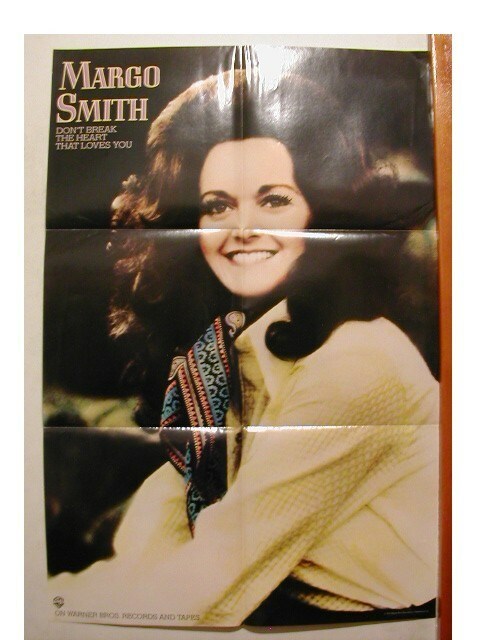 MARGO
SMITH
DON'T BREAK
THE HEART
THAT LOVES YOU
ON WARNER BROS. RECORDS AND TAPES